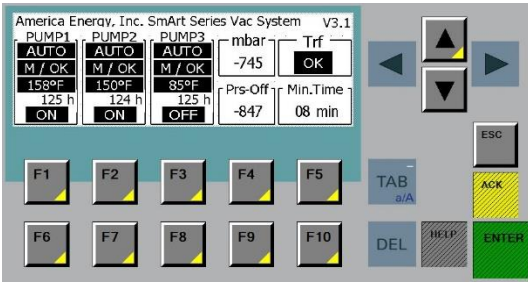 America Energy, Inc. SmArt Series Vac System V3.1
PUMP1 PUMP2 PUMP3 mbar Trf
AUTO AUTO AUTO -745 OK
M / OK M / OK M / OK
158°F 150°F 85°F Prs-Off Min.Time
125 h 124 h 125 h
ON ON OFF -847 08 min
ESC
F1 F2 F3 F4 F5 TAB a/A ACK
F6 F7 F8 F9 F10 DEL HELP ENTER